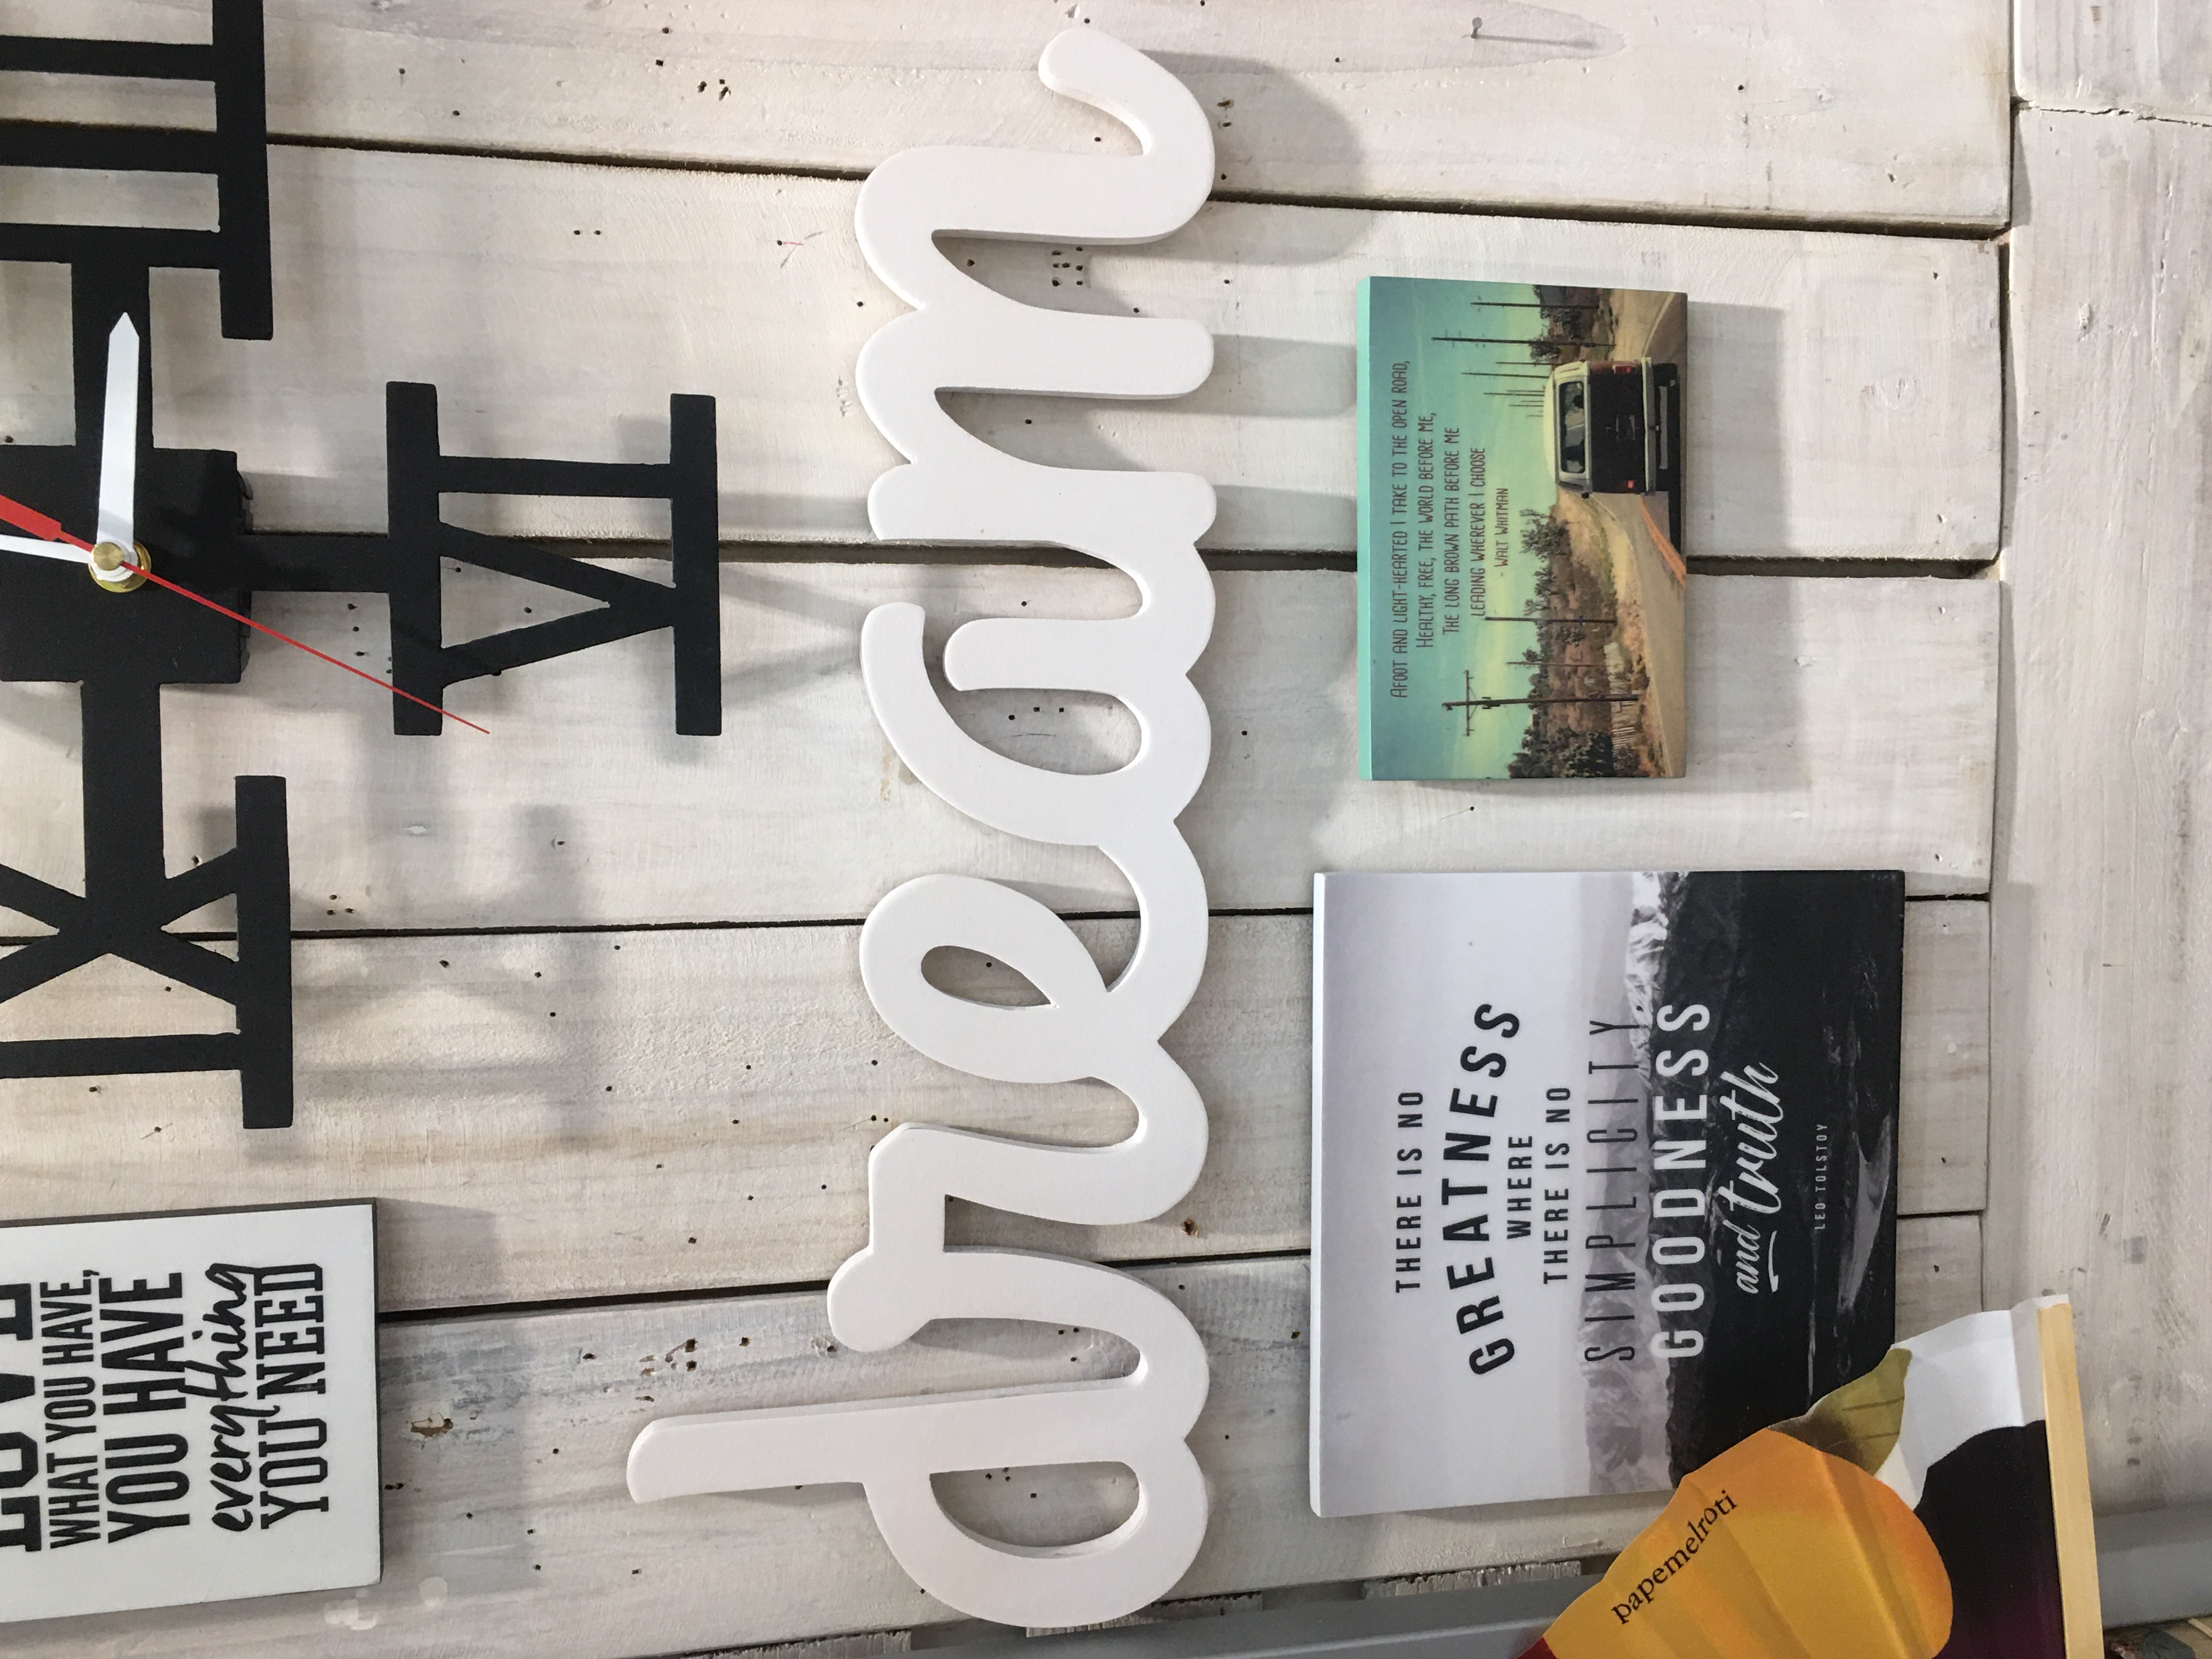 LOVE
WHAT YOU HAVE,
YOU HAVE
everything
YOU NEED
IX
III
VI
dream
THERE IS NO
GREATNESS
WHERE
THERE IS NO
SIMPLICITY
GOODNESS
and truth
LEO TOLSTOY
AFOOT AND LIGHT-HEARTED I TAKE TO THE OPEN ROAD,
HEALTHY, FREE, THE WORLD BEFORE ME,
THE LONG BROWN PATH BEFORE ME
LEADING WHEREVER I CHOOSE
- WALT WHITMAN
papemelroti